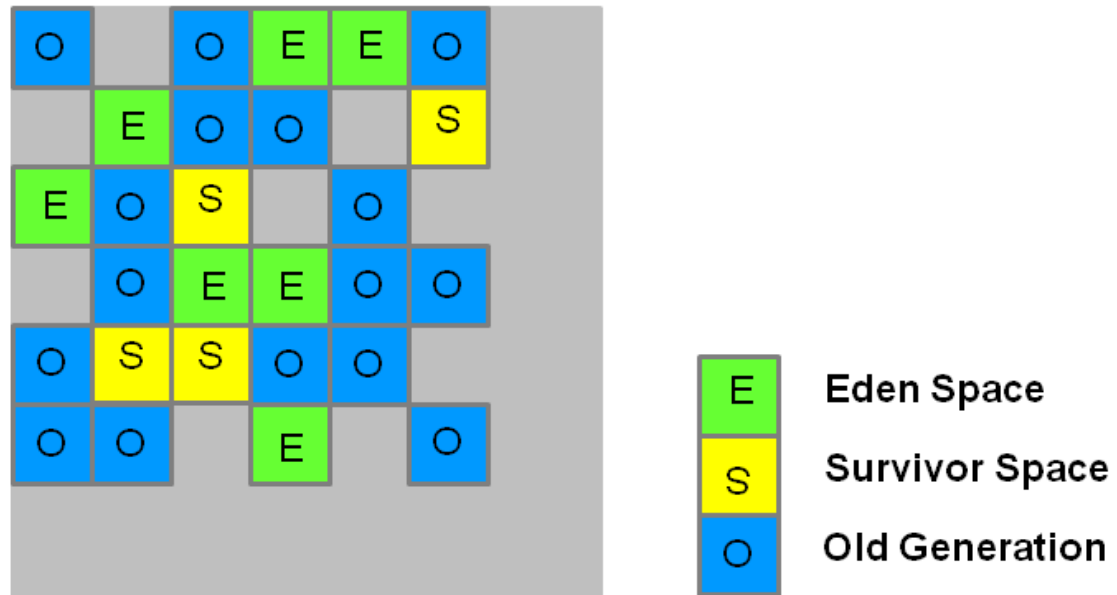 O O E E O
E O O S
E O S O
O E E O O
O S S O O
O O E O
E Eden Space
S Survivor Space
O Old Generation